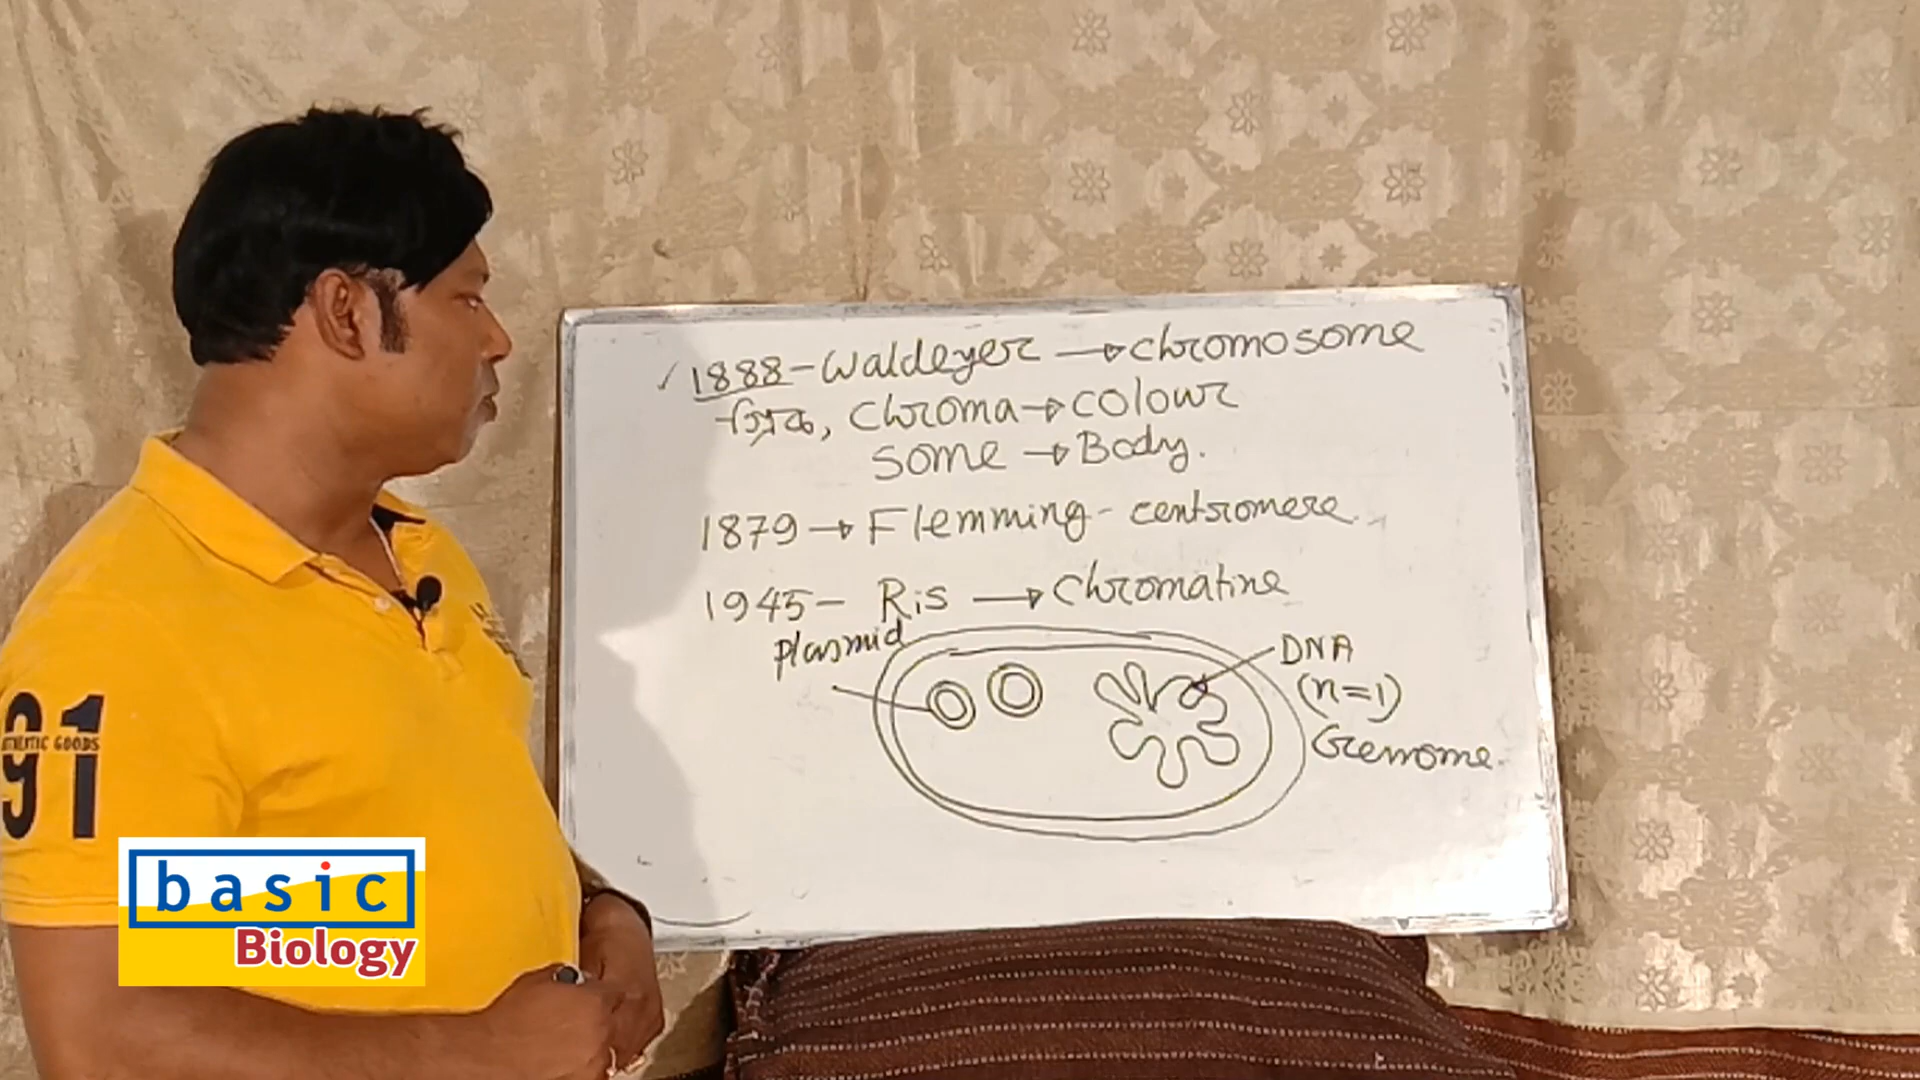 ✓ 1888 - Waldeyer → chromosome
গ্রিক, chroma → colour
some → Body.
1879 → Flemming - centromere.
1945 - Ris → Chromatine
plasmid
DNA
(n=1)
Genome.
91
AUTHENTIC GOODS
basic
Biology